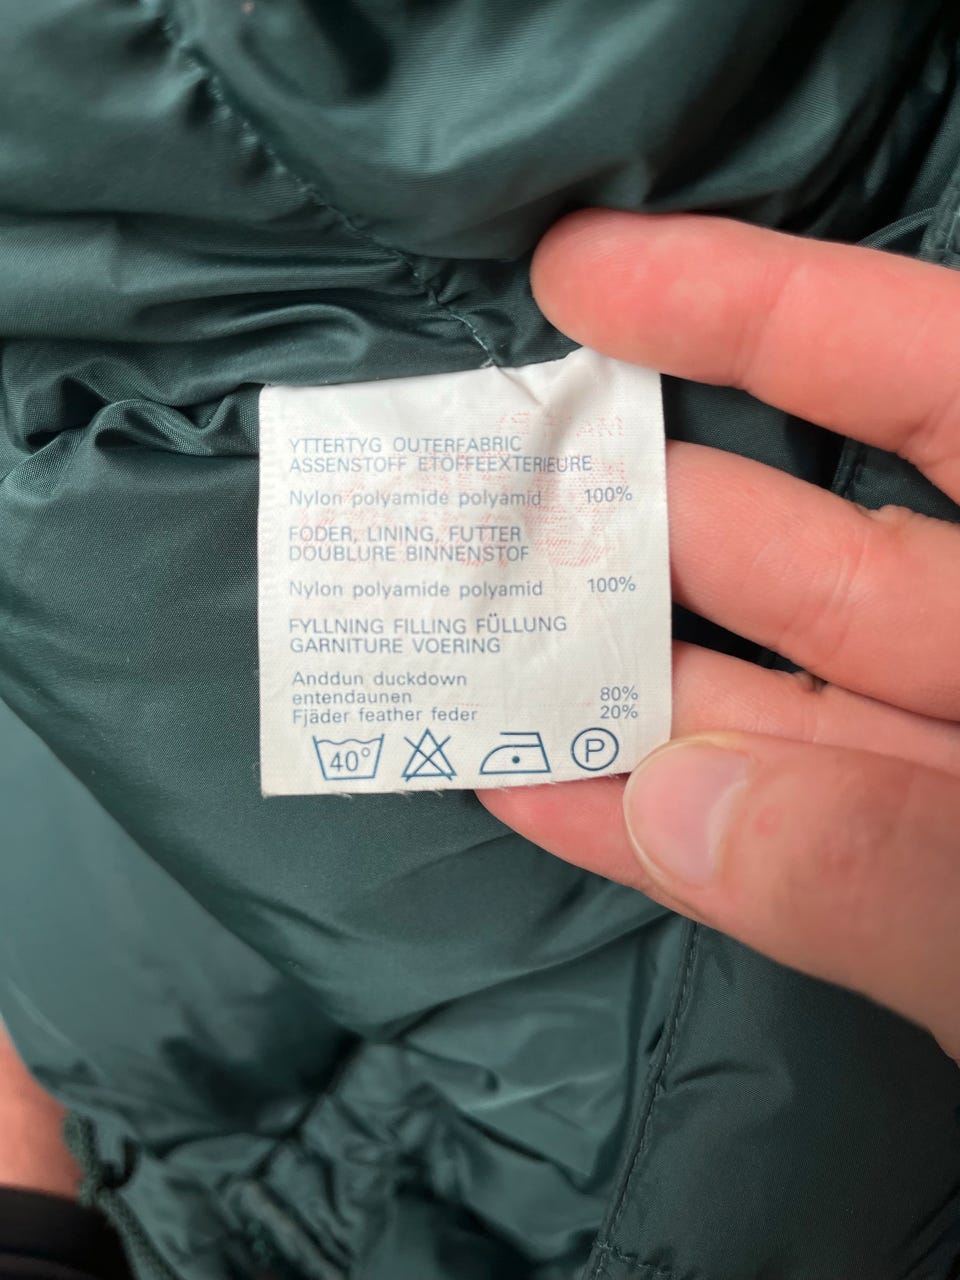 YTTERTYG OUTERFABRIC
ASSENSTOFF ETOFFEEXTERIEURE
Nylon polyamide polyamid 100%
FODER, LINING, FUTTER
DOUBLURE BINNENSTOF
Nylon polyamide polyamid 100%
FYLLNING FILLING FÜLLUNG
GARNITURE VOERING
Anddun duckdown
entendaunen 80%
Fjäder feather feder 20%
40° P